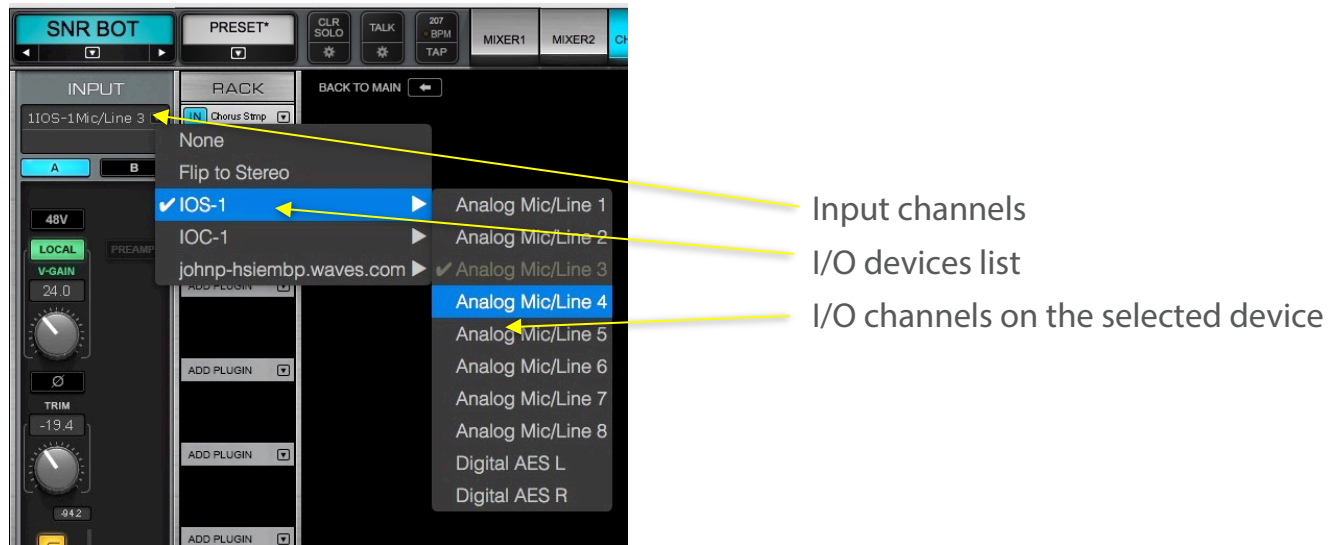 SNR BOT
PRESET*
CLR SOLO
TALK
207
BPM
TAP
MIXER1
MIXER2
CH
INPUT
RACK
BACK TO MAIN
1IOS-1Mic/Line 3
IN Chorus Stmp
None
Flip to Stereo
A
B
✔ IOS-1
Analog Mic/Line 1
Input channels
48V
IOC-1
Analog Mic/Line 2
LOCAL
PREAMP
I/O devices list
V-GAIN
johnp-hsiembp.waves.com
✔ Analog Mic/Line 3
24.0
ADD PLUGIN
Analog Mic/Line 4
I/O channels on the selected device
Analog Mic/Line 5
ADD PLUGIN
Analog Mic/Line 6
Ø
TRIM
Analog Mic/Line 7
-19.4
Analog Mic/Line 8
ADD PLUGIN
Digital AES L
Digital AES R
-94.2
ADD PLUGIN